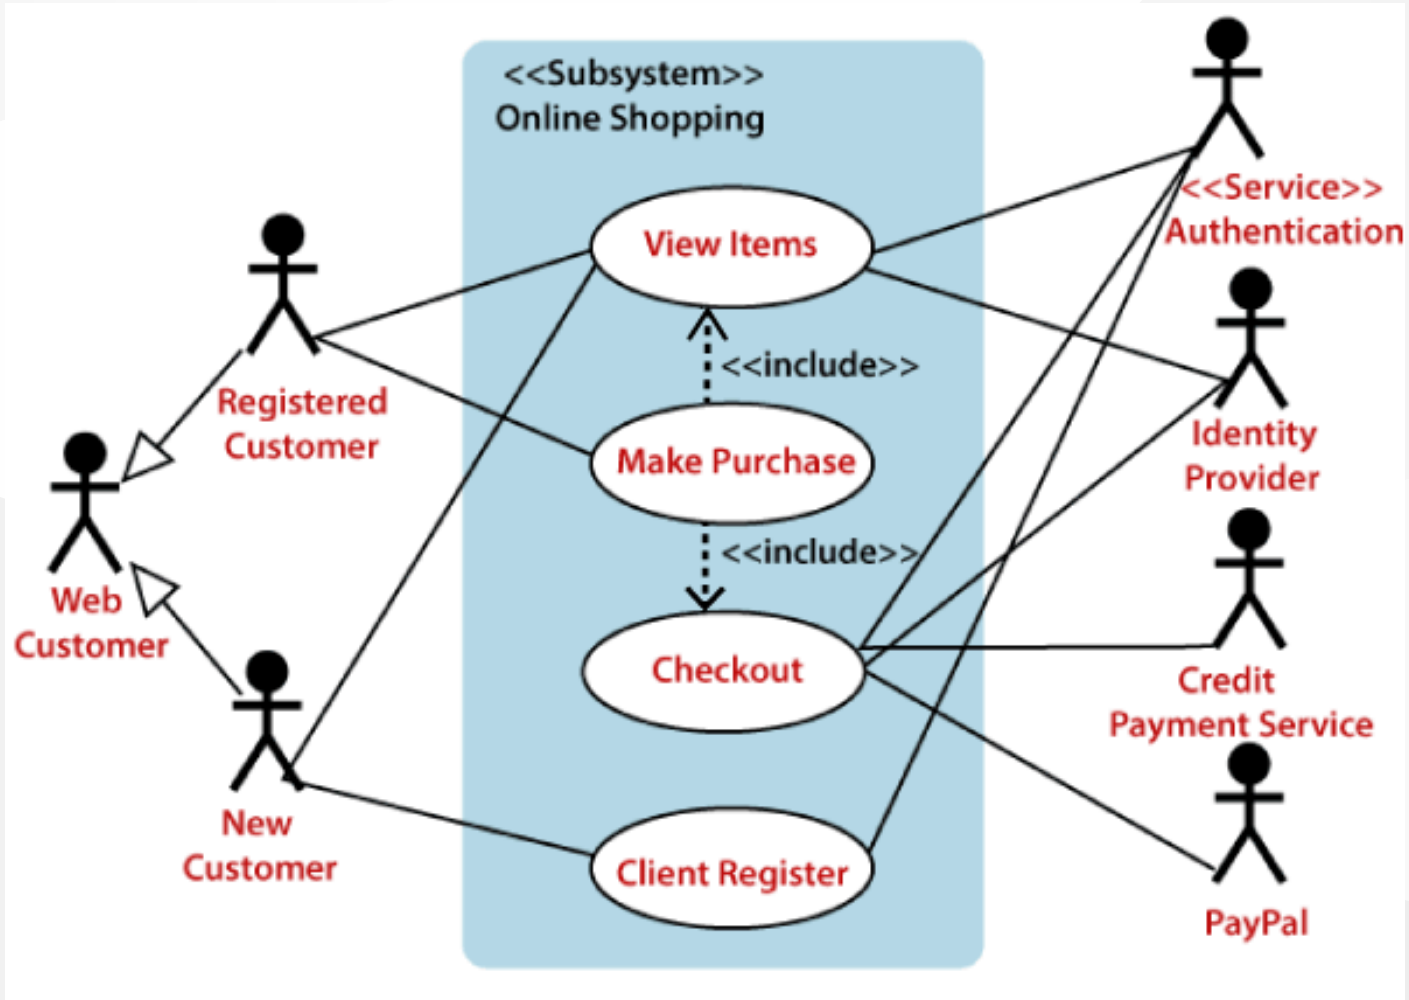 <<Subsystem>>
Online Shopping
<<Service>>
Authentication
View Items
<<include>>
Registered
Customer
Identity
Provider
Make Purchase
<<include>>
Web
Customer
Checkout
Credit
Payment Service
New
Customer
Client Register
PayPal